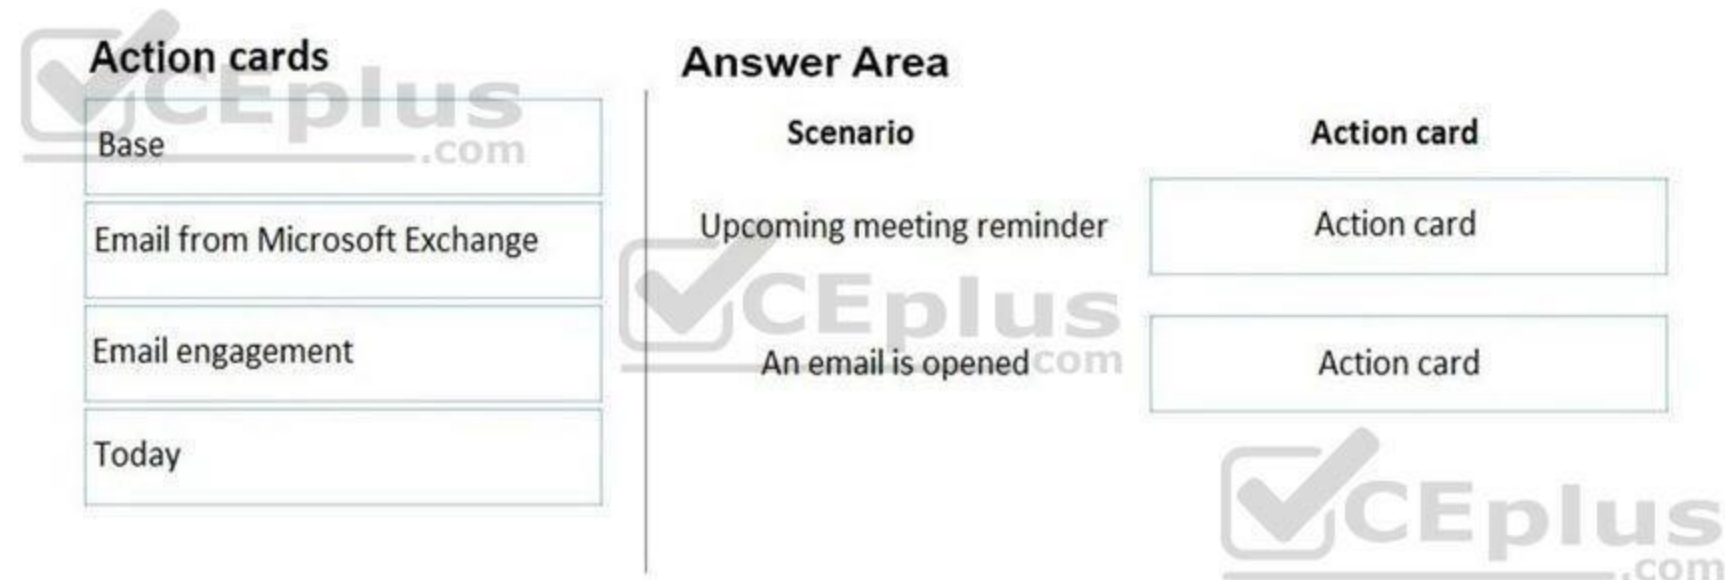 Action cards
Base
Email from Microsoft Exchange
Email engagement
Today
Answer Area
Scenario
Action card
Upcoming meeting reminder
Action card
An email is opened
Action card
CEplus
.com
CEplus
.com
CEplus
.com